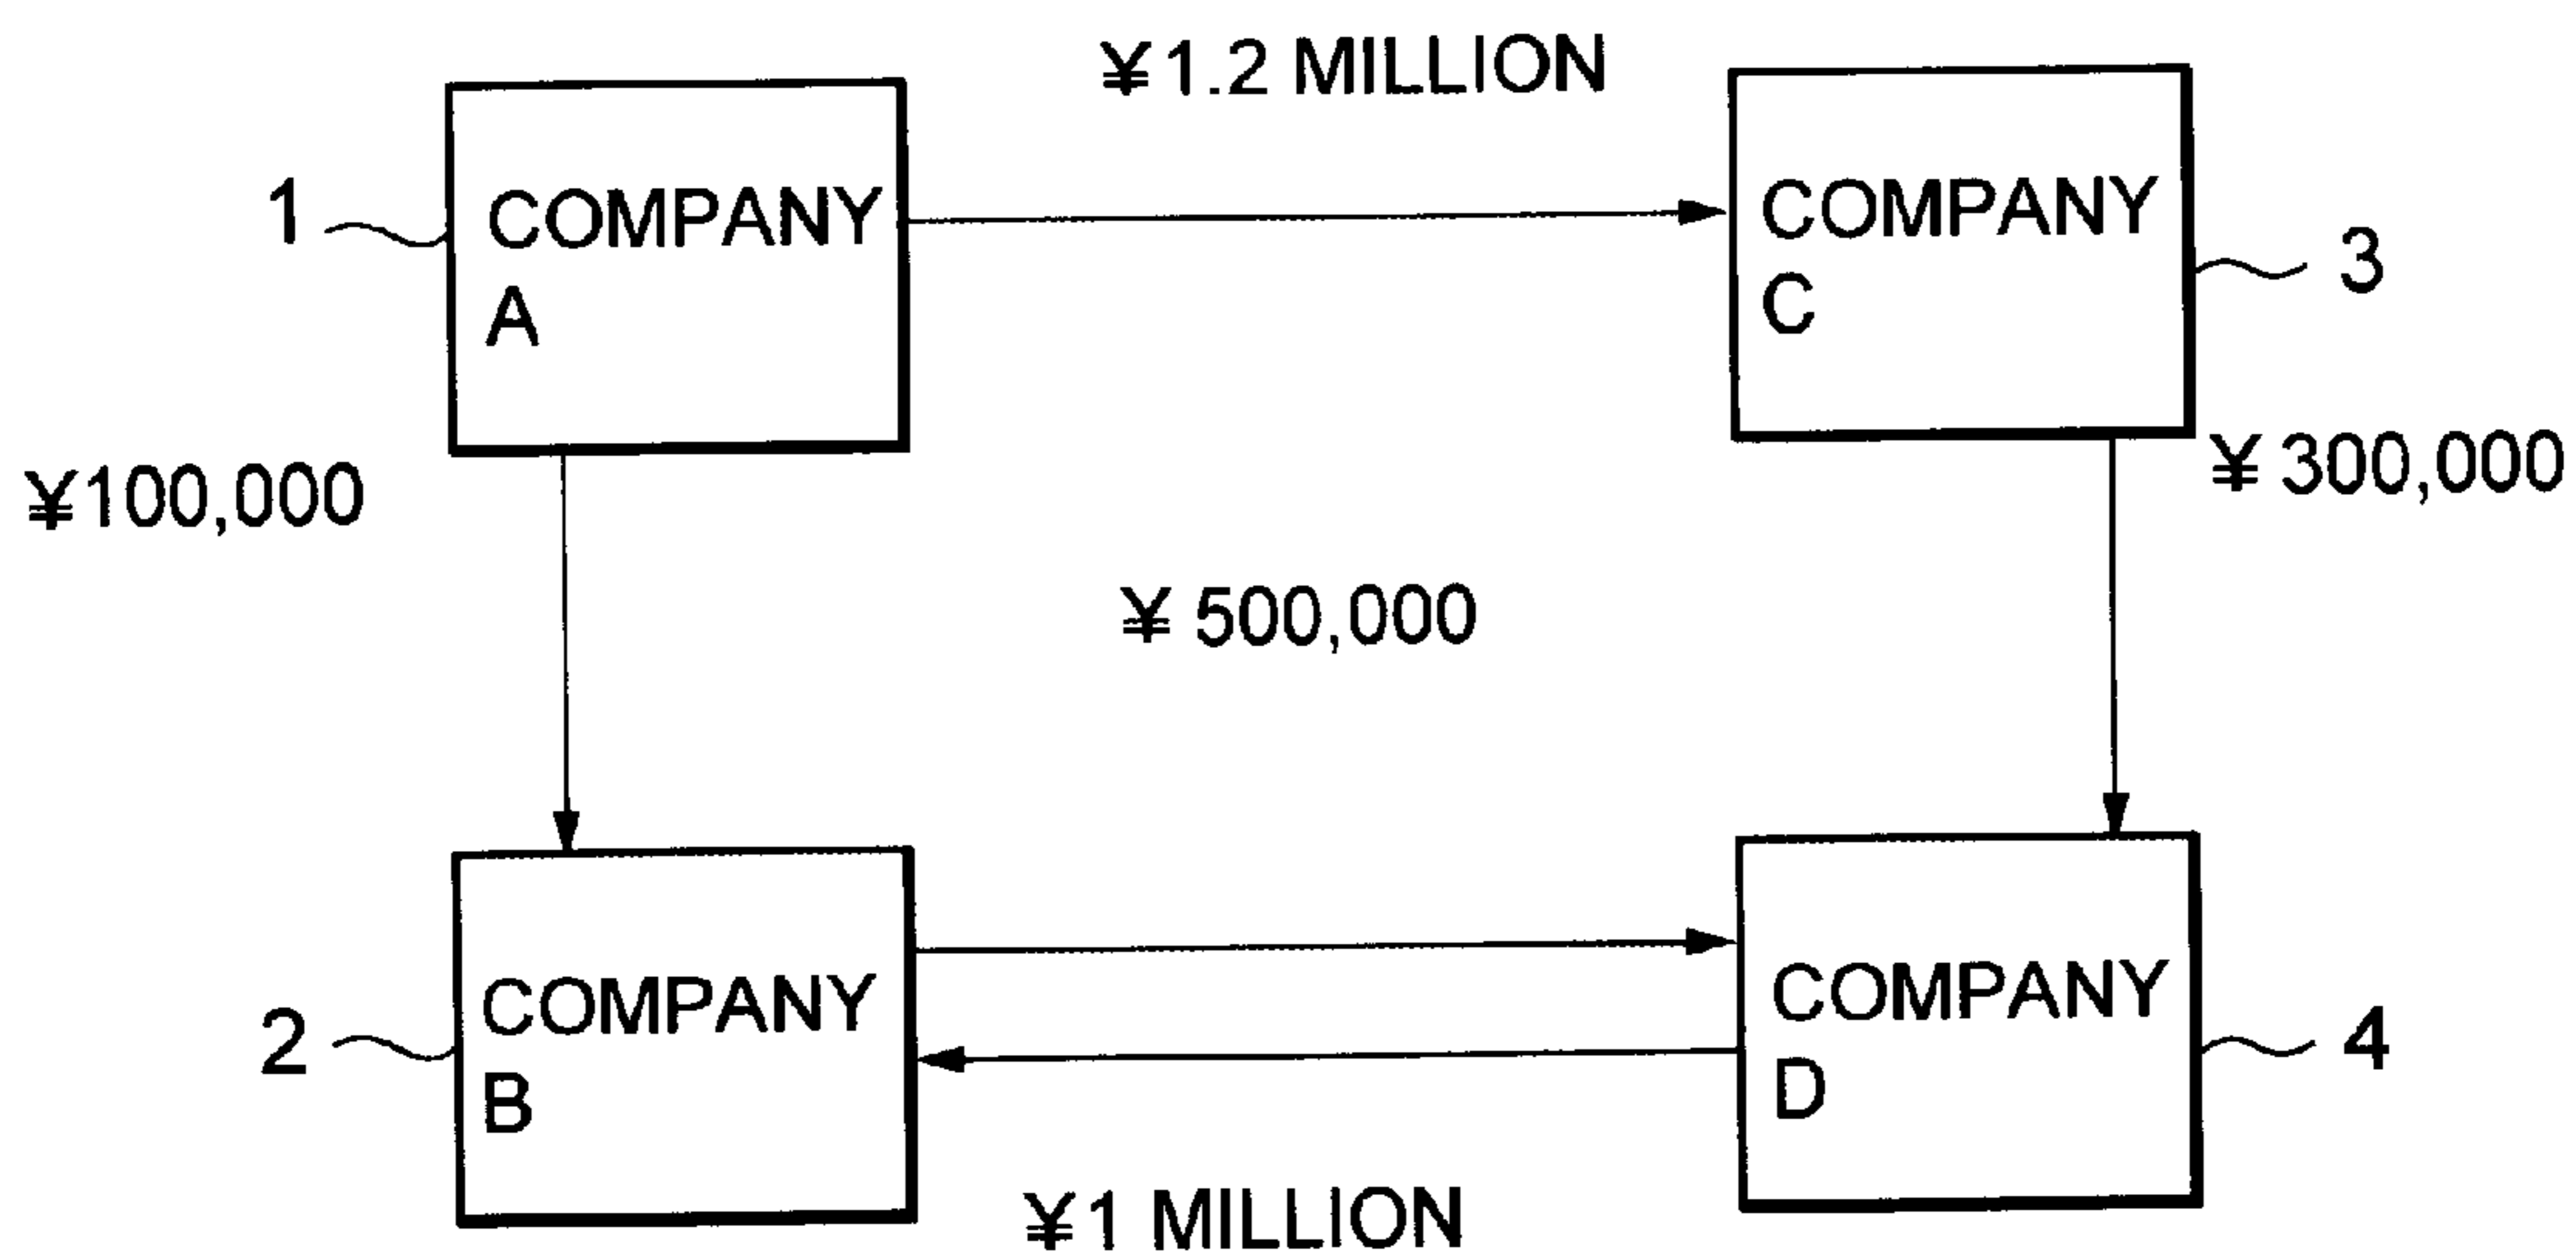 ¥1.2 MILLION
1
COMPANY
A
COMPANY
C
3
¥100,000
¥ 300,000
¥ 500,000
2
COMPANY
B
COMPANY
D
4
¥1 MILLION